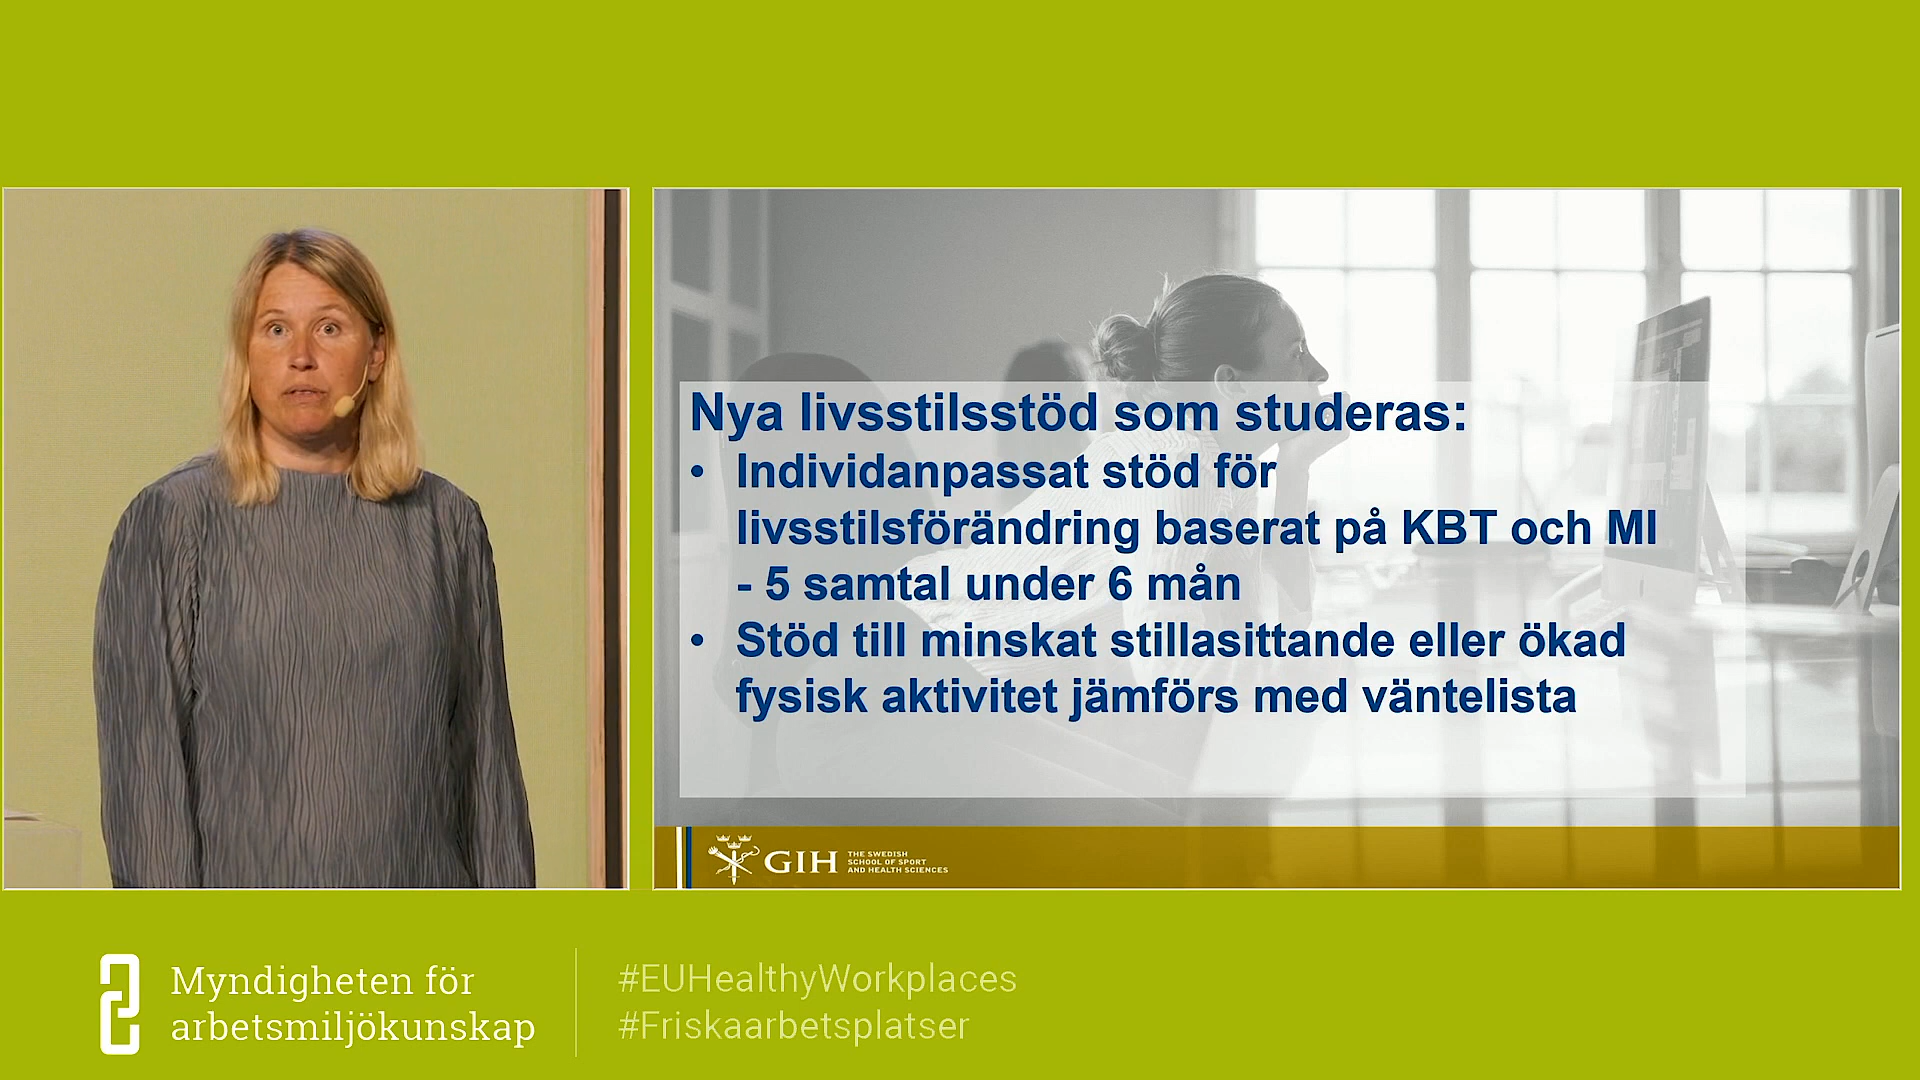 Nya livsstilsstöd som studeras:
• Individanpassat stöd för
livsstilsförändring baserat på KBT och MI
- 5 samtal under 6 mån
• Stöd till minskat stillasittande eller ökad
fysisk aktivitet jämförs med väntelista
GIH
THE SWEDISH
SCHOOL OF SPORT
AND HEALTH SCIENCES
Myndigheten för
arbetsmiljökunskap
#EUHealthyWorkplaces
#Friskaarbetsplatser